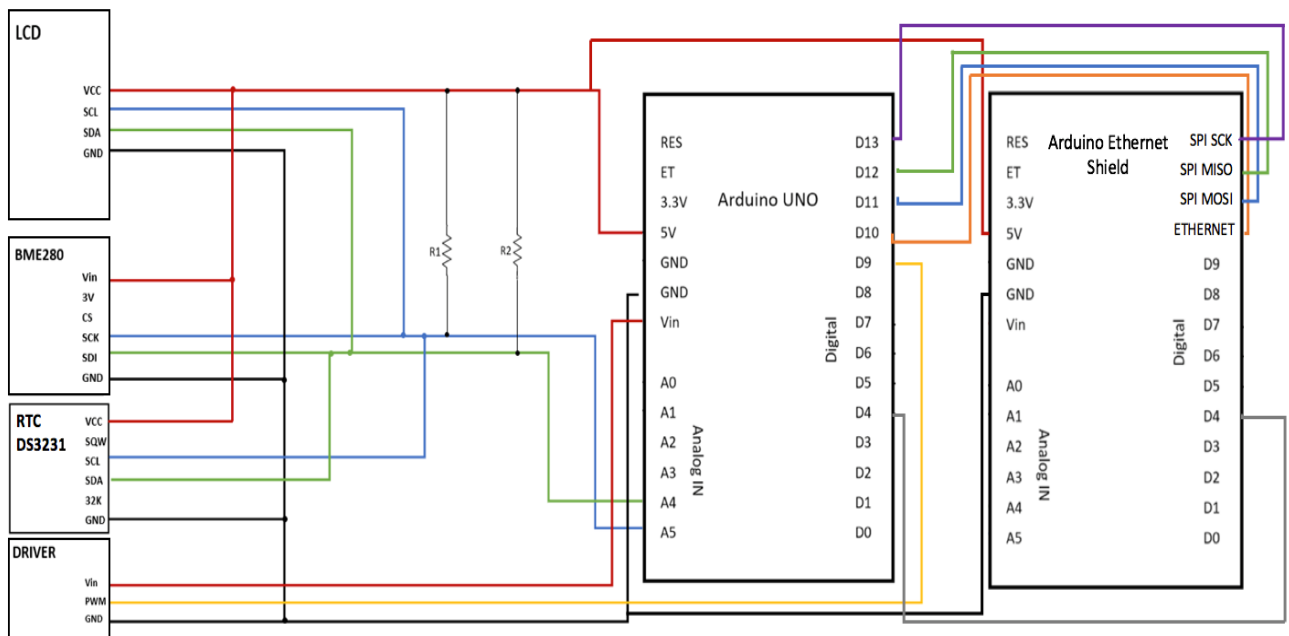 LCD
VCC
SCL
SDA
GND
BME280
Vin
3V
CS
SCK
SDI
GND
RTC
DS3231
VCC
SQW
SCL
SDA
32K
GND
DRIVER
Vin
PWM
GND
R1
R2
Arduino UNO
RES
ET
3.3V
5V
GND
GND
Vin
A0
A1
A2
A3
A4
A5
Analog IN
D13
D12
D11
D10
D9
D8
D7
D6
D5
D4
D3
D2
D1
D0
Digital
Arduino Ethernet
Shield
RES
ET
3.3V
5V
GND
GND
Vin
A0
A1
A2
A3
A4
A5
Analog IN
SPI SCK
SPI MISO
SPI MOSI
ETHERNET
D9
D8
D7
D6
D5
D4
D3
D2
D1
D0
Digital